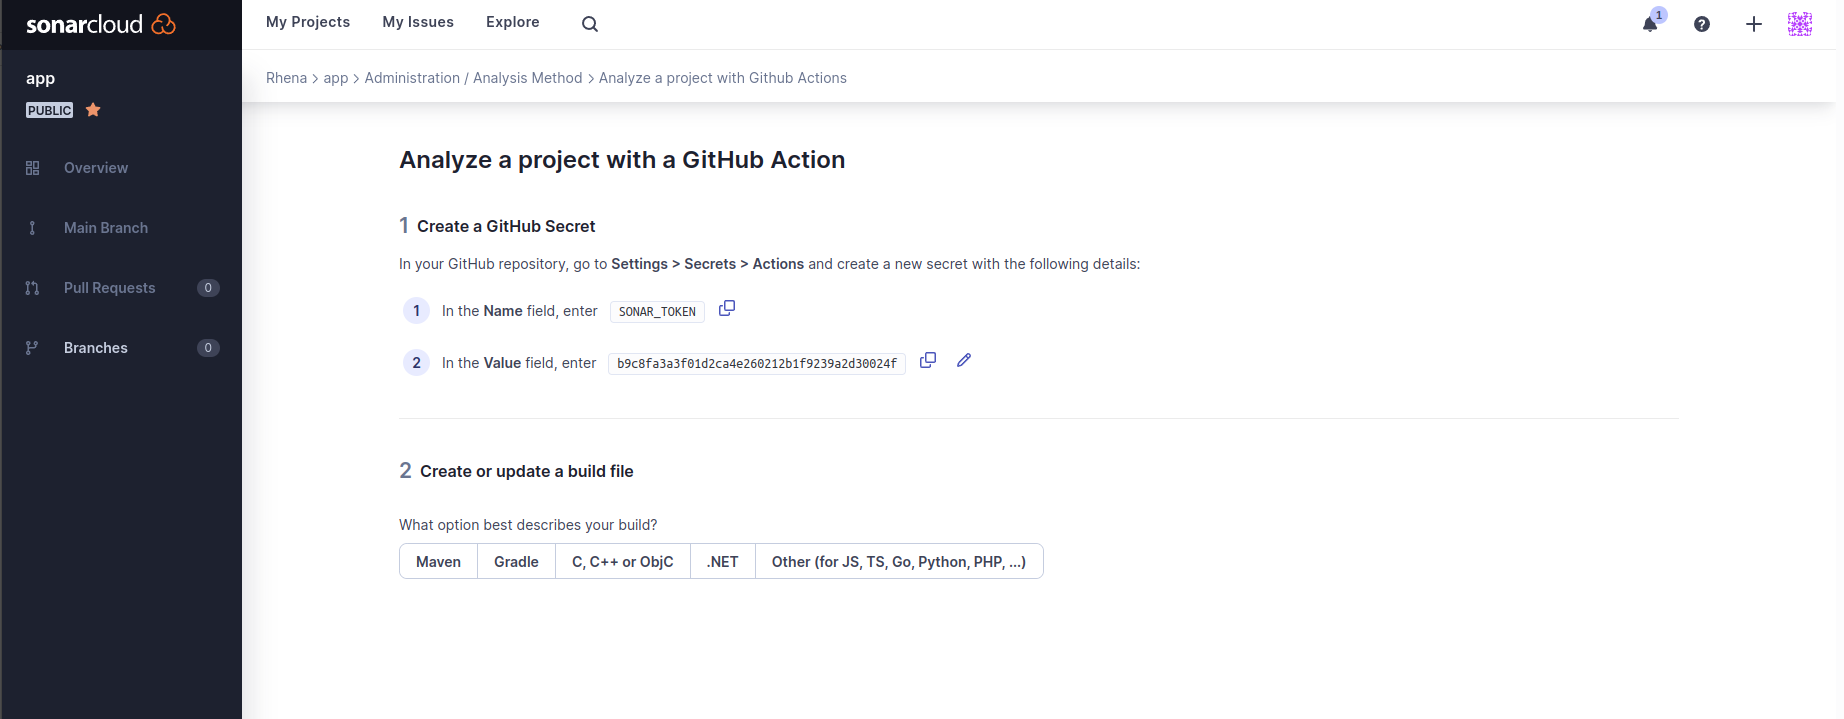 sonarcloud
My Projects My Issues Explore
1
Rhena > app > Administration / Analysis Method > Analyze a project with Github Actions
app
PUBLIC
Overview
Main Branch
Pull Requests 0
Branches 0
Analyze a project with a GitHub Action
1 Create a GitHub Secret
In your GitHub repository, go to Settings > Secrets > Actions and create a new secret with the following details:
1 In the Name field, enter SONAR_TOKEN
2 In the Value field, enter b9c8fa3a3f01d2ca4e260212b1f9239a2d30024f
2 Create or update a build file
What option best describes your build?
Maven Gradle C, C++ or ObjC .NET Other (for JS, TS, Go, Python, PHP, ...)